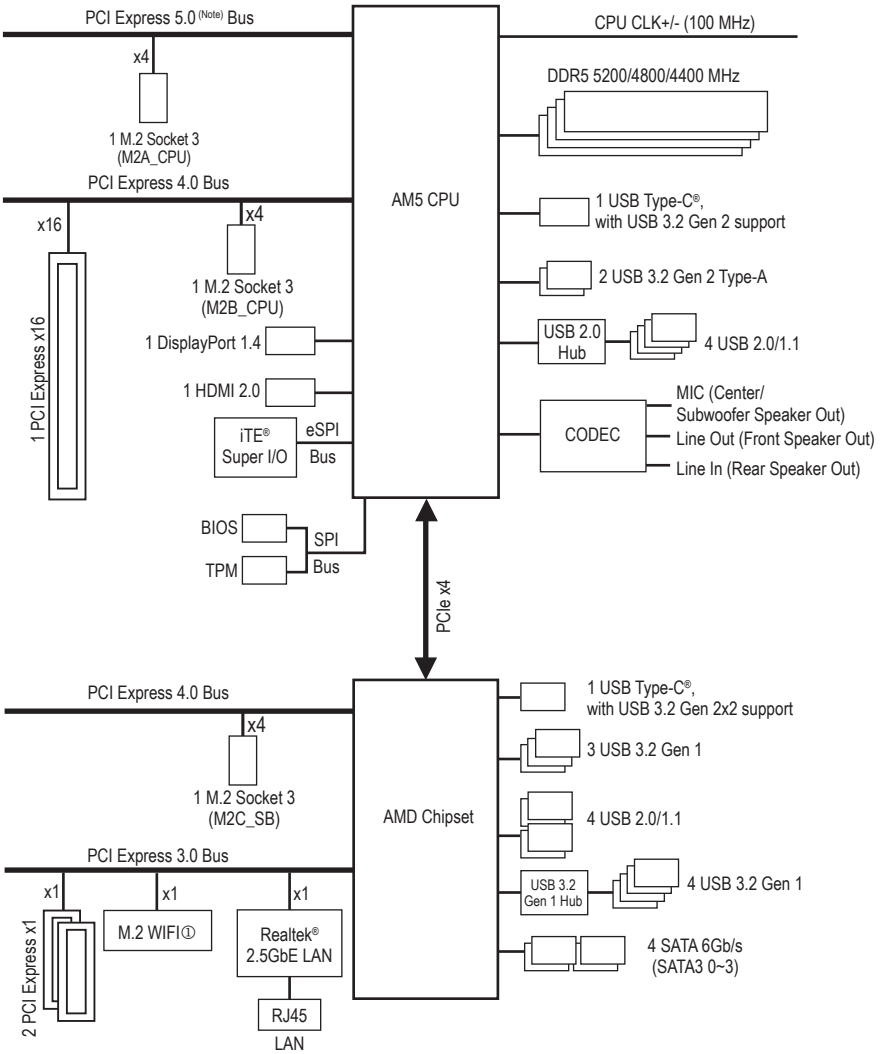 PCI Express 5.0 (Note) Bus
CPU CLK+/- (100 MHz)
x4
DDR5 5200/4800/4400 MHz
1 M.2 Socket 3
(M2A_CPU)
PCI Express 4.0 Bus
AM5 CPU
1 USB Type-C®,
with USB 3.2 Gen 2 support
x16
x4
1 M.2 Socket 3
(M2B_CPU)
2 USB 3.2 Gen 2 Type-A
1 PCI Express x16
1 DisplayPort 1.4
USB 2.0
Hub
4 USB 2.0/1.1
1 HDMI 2.0
MIC (Center/
Subwoofer Speaker Out)
iTE®
Super I/O
eSPI
Bus
CODEC
Line Out (Front Speaker Out)
Line In (Rear Speaker Out)
BIOS
TPM
SPI
Bus
PCIe x4
PCI Express 4.0 Bus
1 USB Type-C®,
with USB 3.2 Gen 2x2 support
x4
3 USB 3.2 Gen 1
1 M.2 Socket 3
(M2C_SB)
AMD Chipset
4 USB 2.0/1.1
PCI Express 3.0 Bus
x1
x1
x1
USB 3.2
Gen 1 Hub
4 USB 3.2 Gen 1
2 PCI Express x1
M.2 WIFI①
Realtek®
2.5GbE LAN
4 SATA 6Gb/s
(SATA3 0~3)
RJ45
LAN